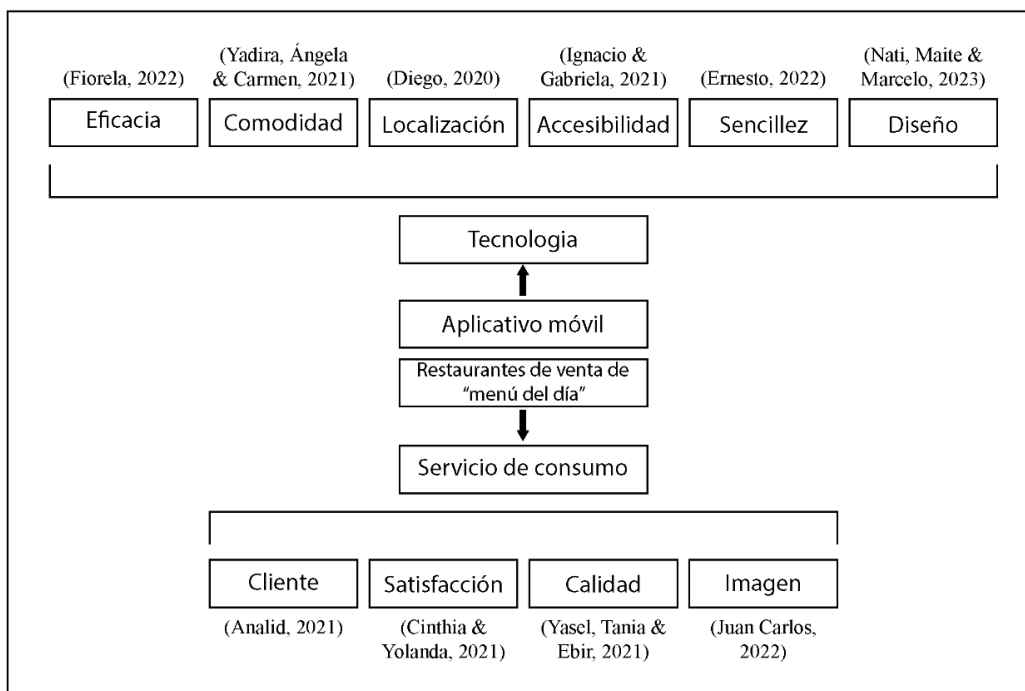 (Fiorela, 2022)
(Yadira, Ángela
& Carmen, 2021)
(Diego, 2020)
(Ignacio &
Gabriela, 2021)
(Ernesto, 2022)
(Nati, Maite &
Marcelo, 2023)
Eficacia
Comodidad
Localización
Accesibilidad
Sencillez
Diseño
Tecnologia
Aplicativo móvil
Restaurantes de venta de
“menú del día”
Servicio de consumo
Cliente
Satisfacción
Calidad
Imagen
(Analid, 2021)
(Cinthia &
Yolanda, 2021)
(Yasel, Tania &
Ebir, 2021)
(Juan Carlos,
2022)